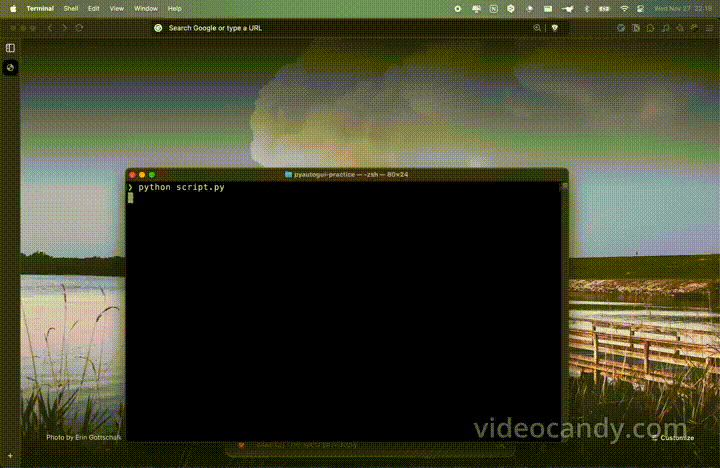 Terminal Shell Edit View Window Help
Wed Nov 27 22:19
Search Google or type a URL
pyautogui-practice — -zsh — 80×24
❯ python script.py
Photo by Erin Gottschalk
Customize
videocandy.com